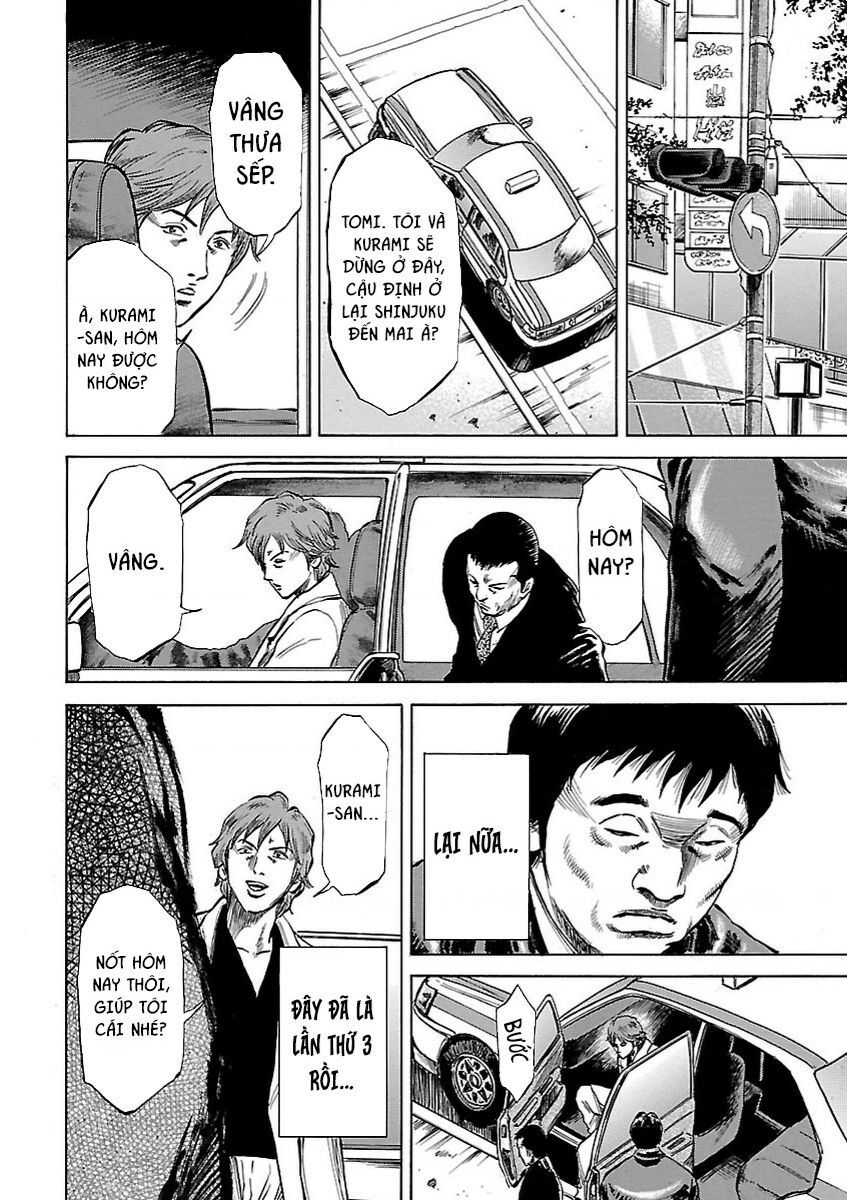 TOMI. TÔI VÀ
KURAMI SẼ
DỪNG Ở ĐÂY,
CẬU ĐỊNH Ở
LẠI SHINJUKU
ĐẾN MAI À?
VÂNG
THƯA
SẾP.
À, KURAMI
-SAN, HÔM
NAY ĐƯỢC
KHÔNG?
HÔM
NAY?
VÂNG.
LẠI NỮA...
BƯỚC
KURAMI
-SAN...
ĐÂY ĐÃ LÀ
LẦN THỨ 3
RỒI...
NỐT HÔM
NAY THÔI,
GIÚP TÔI
CÁI NHÉ?